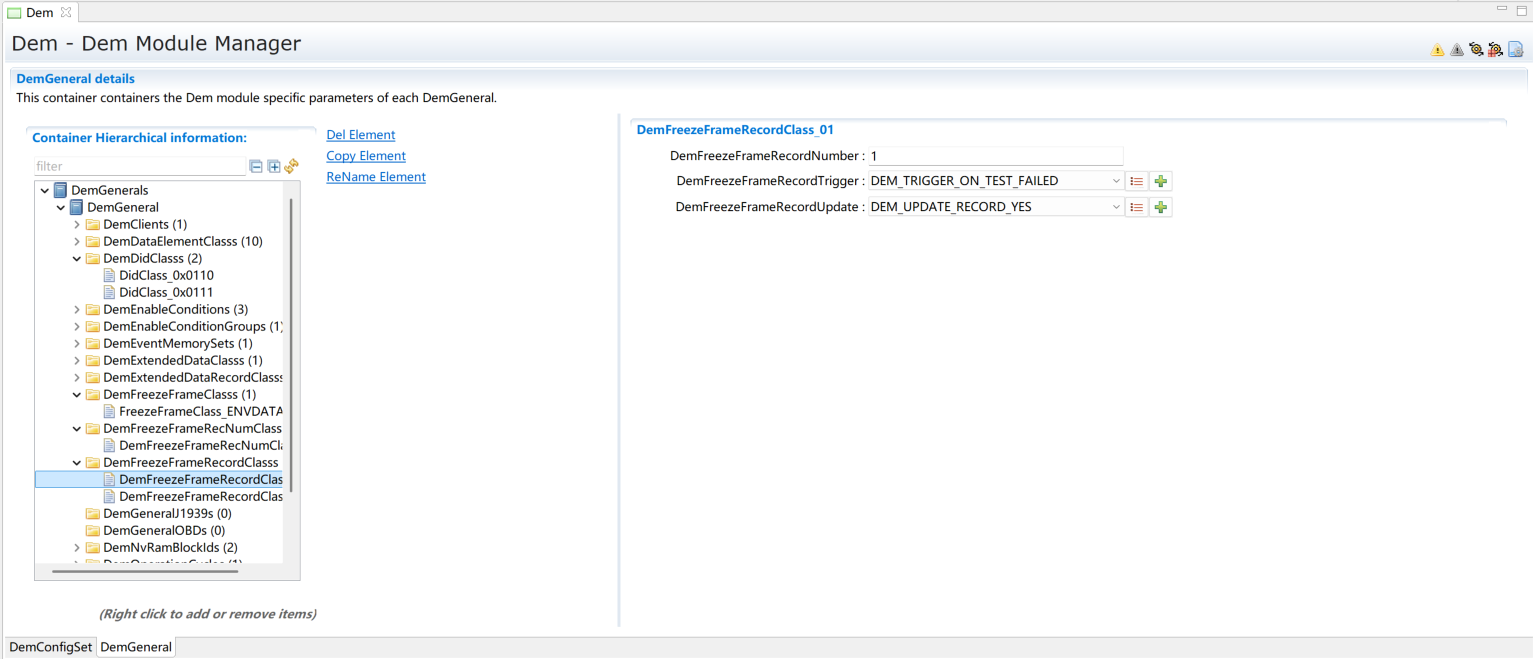 Dem
Dem - Dem Module Manager
DemGeneral details
This container containers the Dem module specific parameters of each DemGeneral.
Container Hierarchical information:
filter
DemGenerals
DemGeneral
DemClients (1)
DemDataElementClasss (10)
DemDidClasss (2)
DidClass_0x0110
DidClass_0x0111
DemEnableConditions (3)
DemEnableConditionGroups (1)
DemEventMemorySets (1)
DemExtendedDataClasss (1)
DemExtendedDataRecordClasss
DemFreezeFrameClasss (1)
FreezeFrameClass_ENVDATA
DemFreezeFrameRecNumClass
DemFreezeFrameRecNumCl
DemFreezeFrameRecordClasss
DemFreezeFrameRecordClas
DemFreezeFrameRecordClas
DemGeneralJ1939s (0)
DemGeneralOBDs (0)
DemNvRamBlockIds (2)
DemOperationCycles (1)
(Right click to add or remove items)
Del Element
Copy Element
ReName Element
DemFreezeFrameRecordClass_01
DemFreezeFrameRecordNumber : 1
DemFreezeFrameRecordTrigger : DEM_TRIGGER_ON_TEST_FAILED
DemFreezeFrameRecordUpdate : DEM_UPDATE_RECORD_YES
DemConfigSet DemGeneral